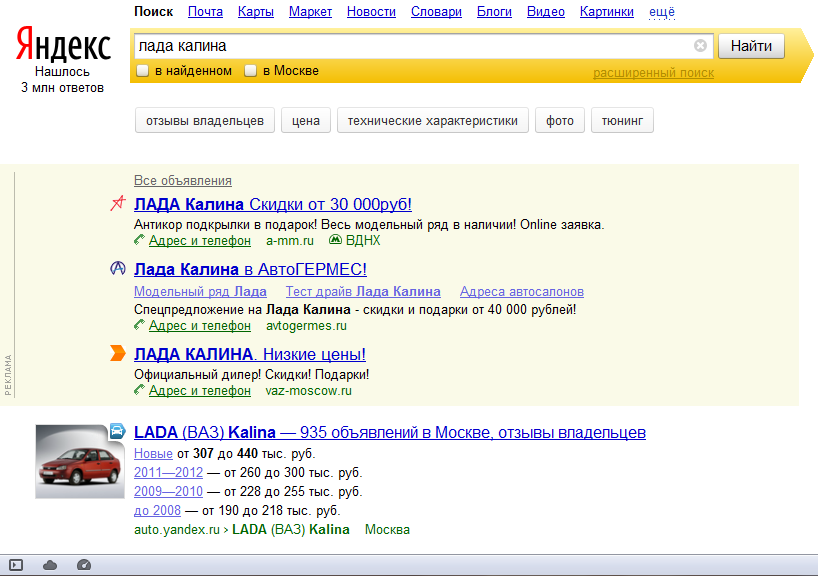 Поиск Почта Карты Маркет Новости Словари Блоги Видео Картинки ещё
Яндекс
лада калина
Найти
Нашлось
3 млн ответов
в найденном в Москве
расширенный поиск
отзывы владельцев цена технические характеристики фото тюнинг
Все объявления
ЛАДА Калина Скидки от 30 000руб!
Антикор подкрылки в подарок! Весь модельный ряд в наличии! Online заявка.
Адрес и телефон a-mm.ru ВДНХ
Лада Калина в АвтоГЕРМЕС!
Модельный ряд Лада Тест драйв Лада Калина Адреса автосалонов
Спецпредложение на Лада Калина - скидки и подарки от 40 000 рублей!
Адрес и телефон avtogermes.ru
ЛАДА КАЛИНА. Низкие цены!
Официальный дилер! Скидки! Подарки!
Адрес и телефон vaz-moscow.ru
РЕКЛАМА
LADA (ВАЗ) Kalina — 935 объявлений в Москве, отзывы владельцев
Новые от 307 до 440 тыс. руб.
2011—2012 — от 260 до 300 тыс. руб.
2009—2010 — от 228 до 255 тыс. руб.
до 2008 — от 190 до 218 тыс. руб.
auto.yandex.ru › LADA (ВАЗ) Kalina Москва